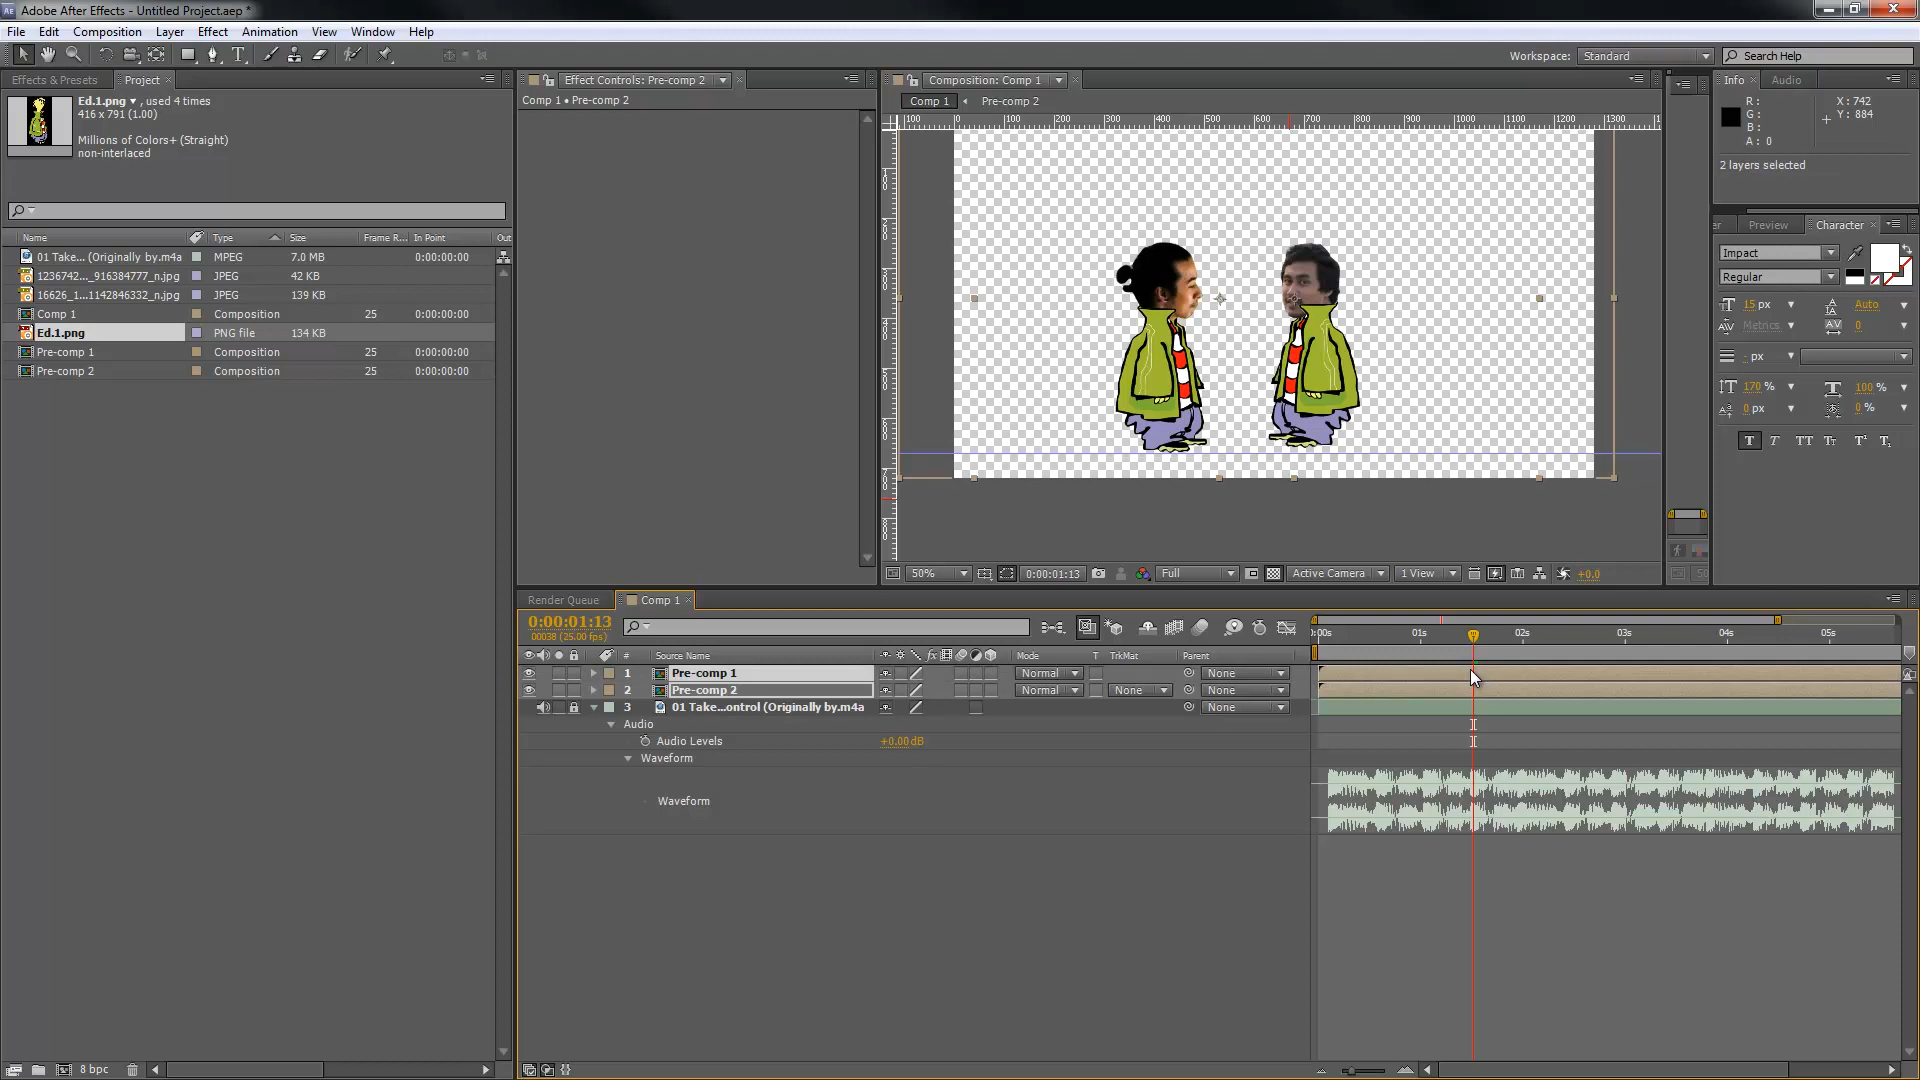 Adobe After Effects - Untitled Project.aep *
File Edit Composition Layer Effect Animation View Window Help
Workspace: Standard Search Help
Effects & Presets Project
Ed.1.png , used 4 times
416 x 791 (1.00)
Millions of Colors+ (Straight)
non-interlaced
Name Type Size Frame R... In Point Out
01 Take... (Originally by.m4a MPEG 7.0 MB 0:00:00:00
1236742..._916384777_n.jpg JPEG 42 KB
16626_1...1142846332_n.jpg JPEG 139 KB
Comp 1 Composition 25 0:00:00:00
Ed.1.png PNG file 134 KB
Pre-comp 1 Composition 25 0:00:00:00
Pre-comp 2 Composition 25 0:00:00:00
8 bpc
Effect Controls: Pre-comp 2
Comp 1 • Pre-comp 2
Composition: Comp 1
Comp 1 Pre-comp 2
100 0 100 200 300 400 500 600 700 800 900 1000 1100 1200 1300
50% 0:00:01:13 Full Active Camera 1 View +0.0
Info Audio
R: X: 742
G: Y: 884
B:
A: 0
2 layers selected
Preview Character
Impact
Regular
15 px Auto
Metrics 0
- px
170 % 100 %
0 px 0 %
T T TT Tt T¹ T₁
Render Queue Comp 1
0:00:01:13
00038 (25.00 fps)
0:00s 01s 02s 03s 04s 05s
# Source Name fx Mode T TrkMat Parent
1 Pre-comp 1 Normal None
2 Pre-comp 2 Normal None None
3 01 Take...ontrol (Originally by.m4a None
Audio
Audio Levels +0.00dB
Waveform
Waveform